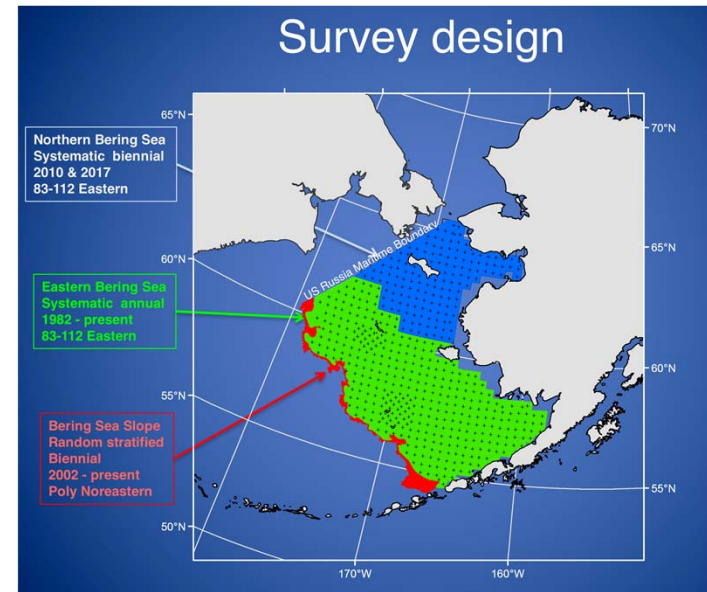 Survey design
65°N
70°N
Northern Bering Sea
Systematic biennial
2010 & 2017
83-112 Eastern
US Russia Maritime Boundary
65°N
60°N
Eastern Bering Sea
Systematic annual
1982 - present
83-112 Eastern
60°N
55°N
Bering Sea Slope
Random stratified
Biennial
2002 - present
Poly Noreastern
55°N
50°N
170°W
160°W